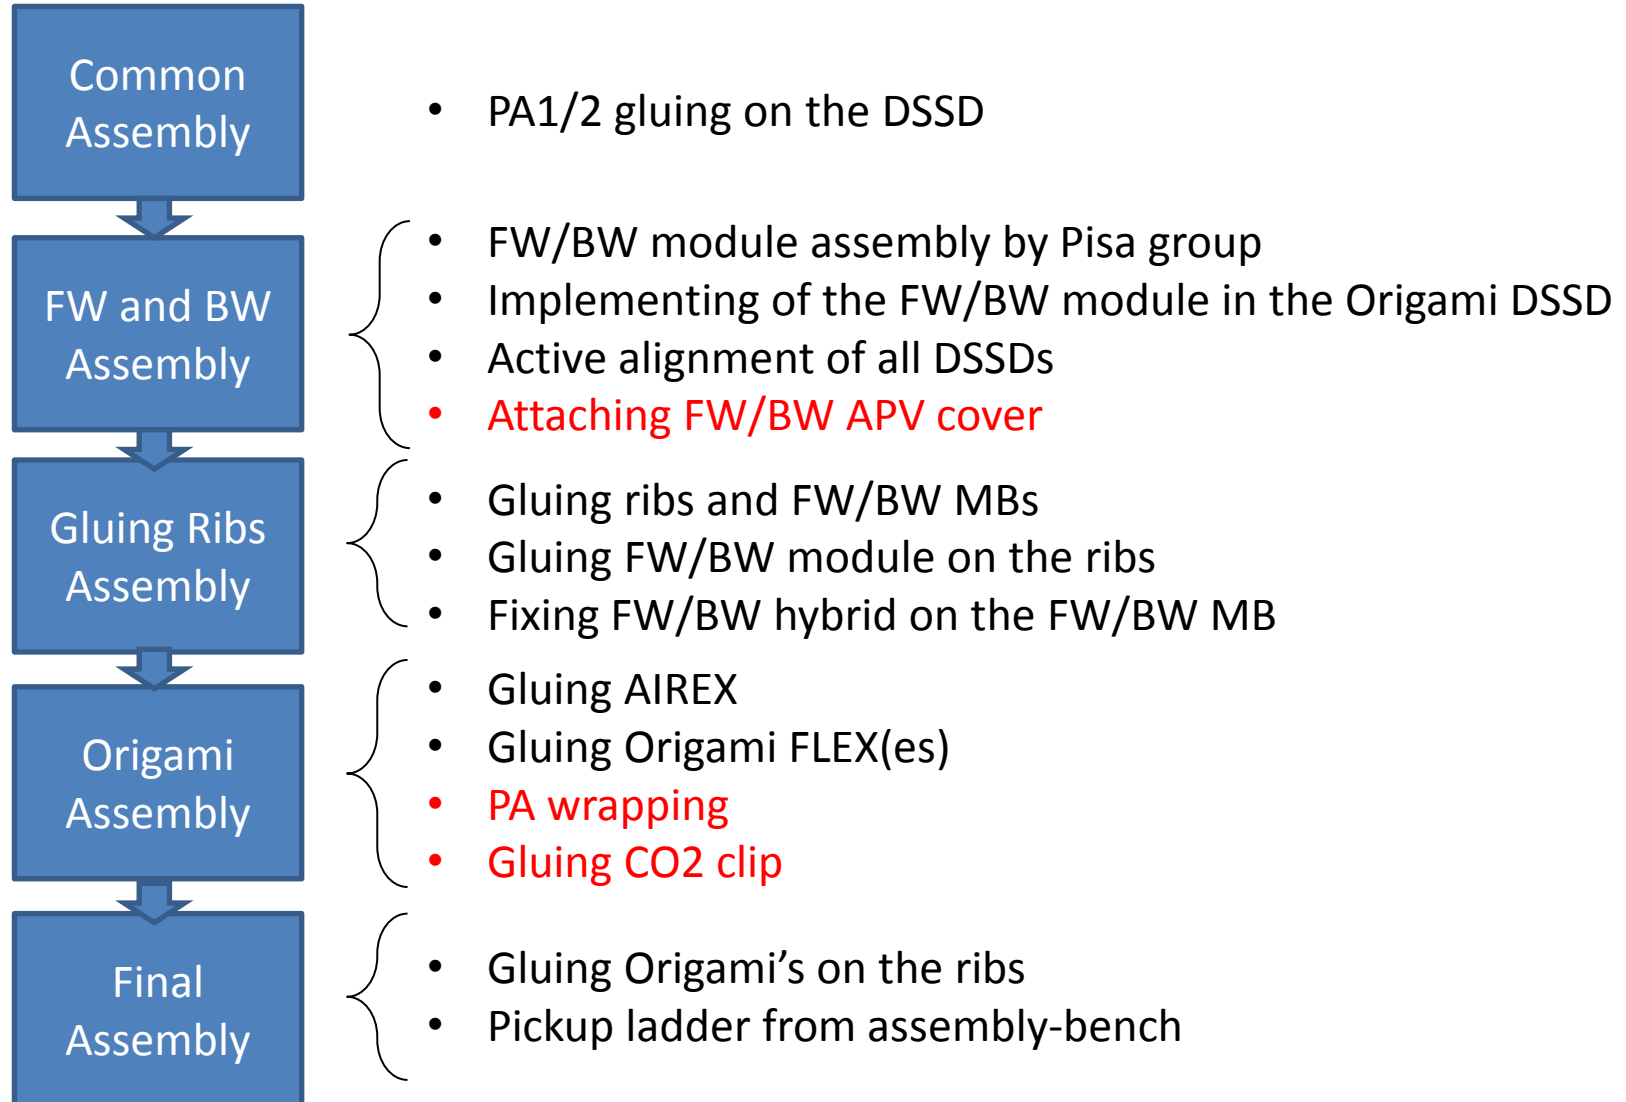 Common
Assembly
• PA1/2 gluing on the DSSD
FW and BW
Assembly
• FW/BW module assembly by Pisa group
• Implementing of the FW/BW module in the Origami DSSD
• Active alignment of all DSSDs
• Attaching FW/BW APV cover
Gluing Ribs
Assembly
• Gluing ribs and FW/BW MBs
• Gluing FW/BW module on the ribs
• Fixing FW/BW hybrid on the FW/BW MB
Origami
Assembly
• Gluing AIREX
• Gluing Origami FLEX(es)
• PA wrapping
• Gluing CO2 clip
Final
Assembly
• Gluing Origami’s on the ribs
• Pickup ladder from assembly-bench